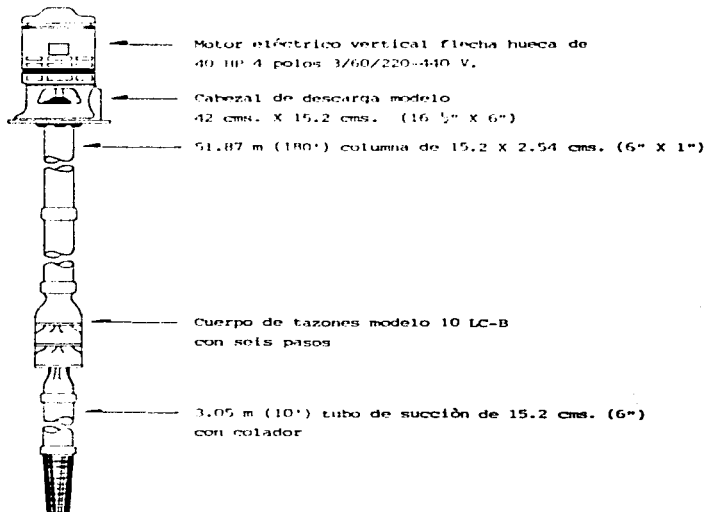 Motor eléctrico vertical flecha hueca de
40 HP 4 polos 3/60/220-440 V.
Cabezal de descarga modelo
42 cms. X 15.2 cms. (16 ½" X 6")
51.87 m (180') columna de 15.2 X 2.54 cms. (6" X 1")
Cuerpo de tazones modelo 10 LC-B
con seis pasos
3.05 m (10') tubo de succiòn de 15.2 cms. (6")
con colador